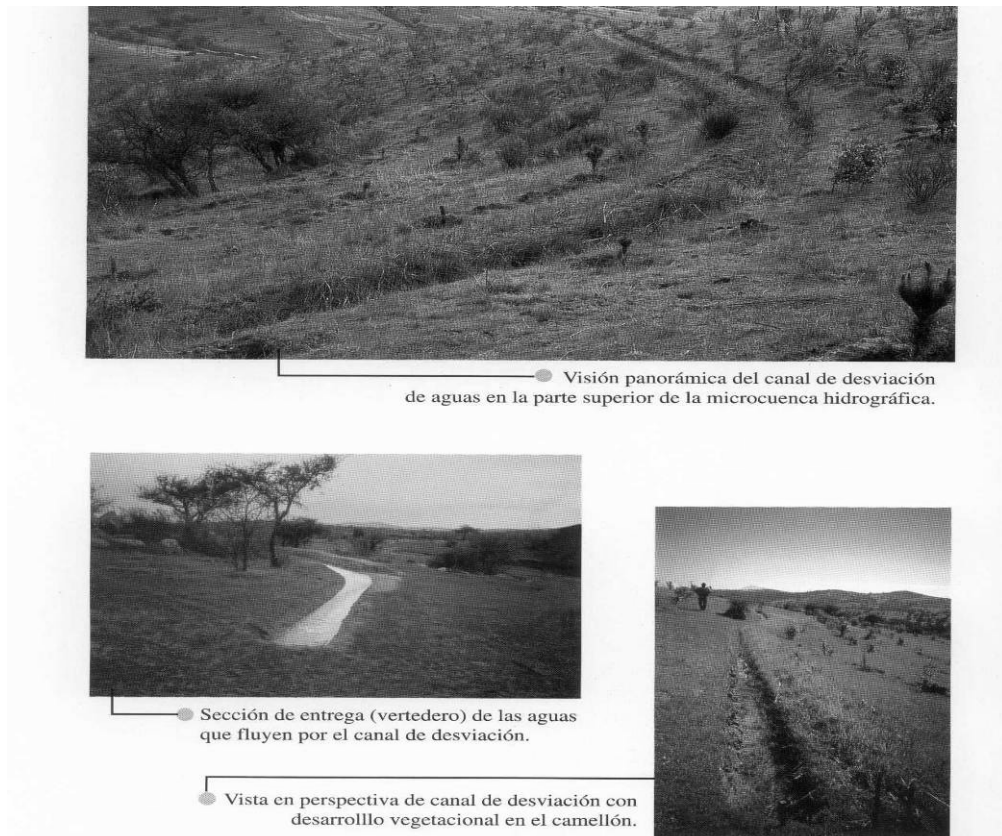 Visión panorámica del canal de desviación
de aguas en la parte superior de la microcuenca hidrográfica.
Sección de entrega (vertedero) de las aguas
que fluyen por el canal de desviación.
Vista en perspectiva de canal de desviación con
desarrolllo vegetacional en el camellón.